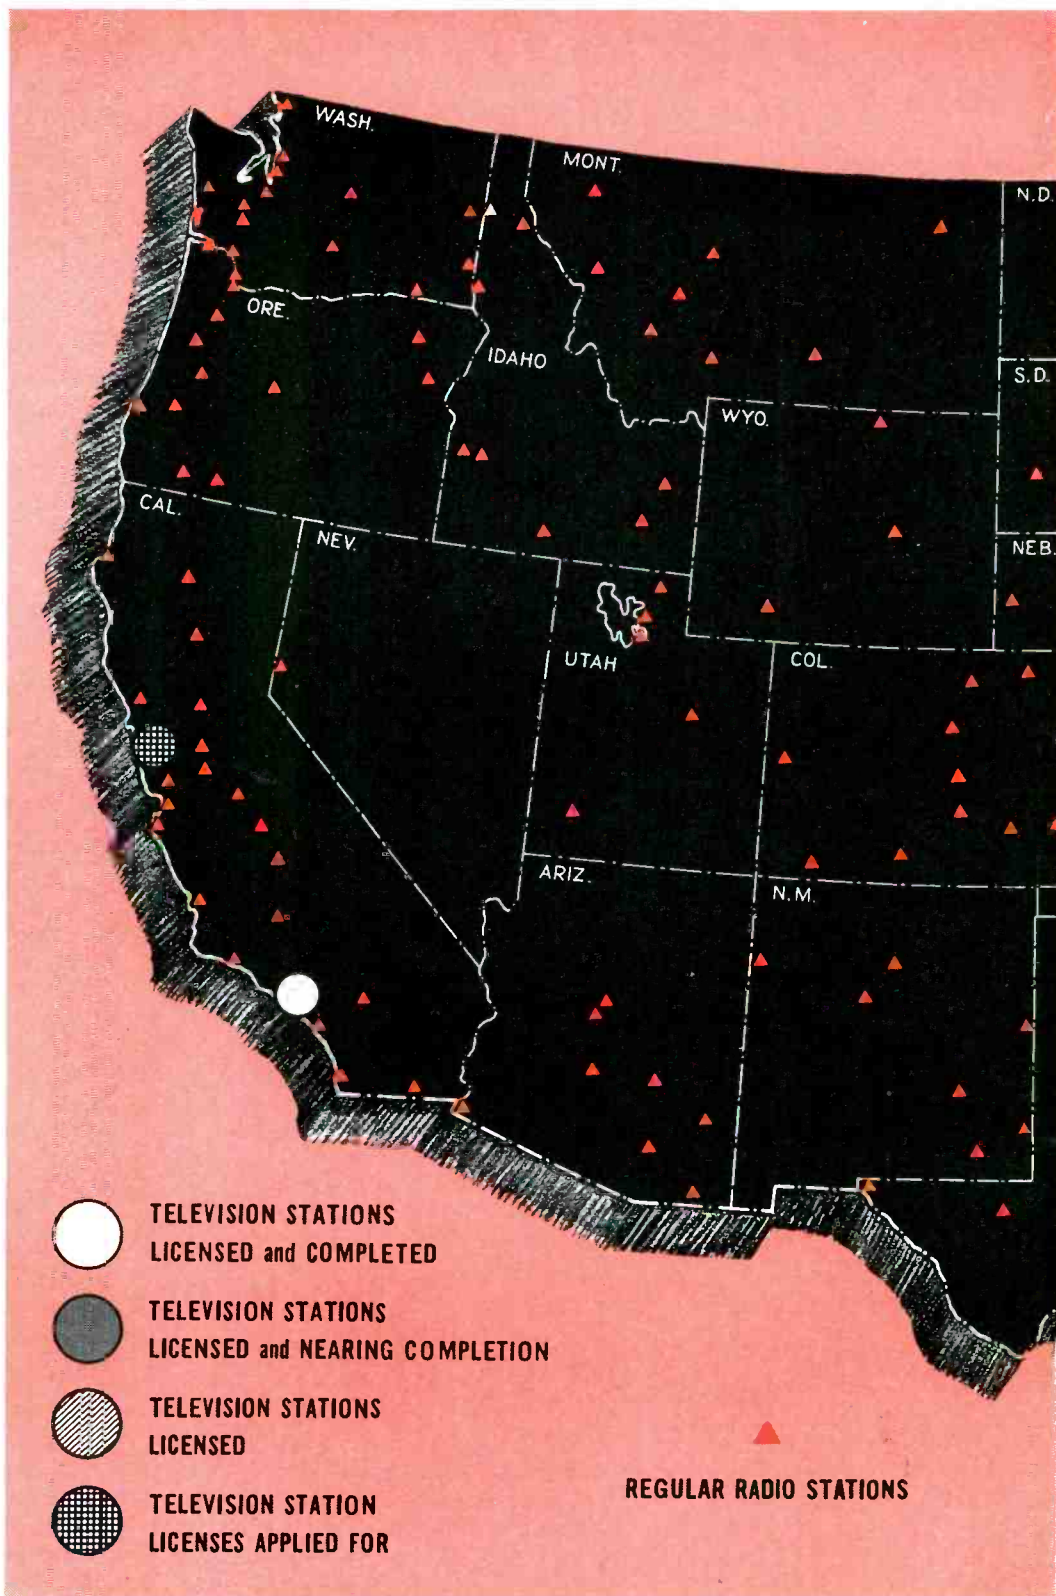 WASH.
MONT.
N.D.
ORE.
IDAHO
S.D.
WYO.
CAL.
NEV.
NEB.
UTAH
COL.
ARIZ.
N.M.
TELEVISION STATIONS
LICENSED and COMPLETED
TELEVISION STATIONS
LICENSED and NEARING COMPLETION
TELEVISION STATIONS
LICENSED
TELEVISION STATION
LICENSES APPLIED FOR
REGULAR RADIO STATIONS